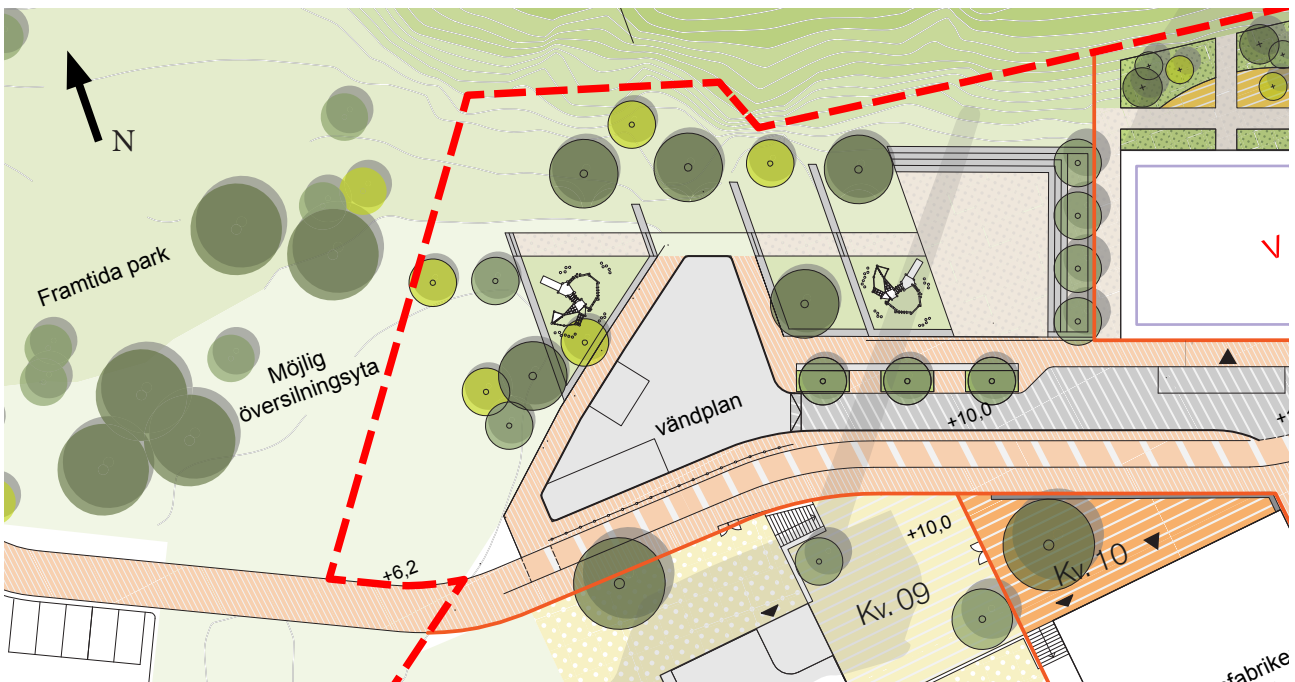 N
V
Framtida park
Möjlig
översilningsyta
vändplan
+10,0
+10,0
+6,2
Kv. 10
Kv. 09